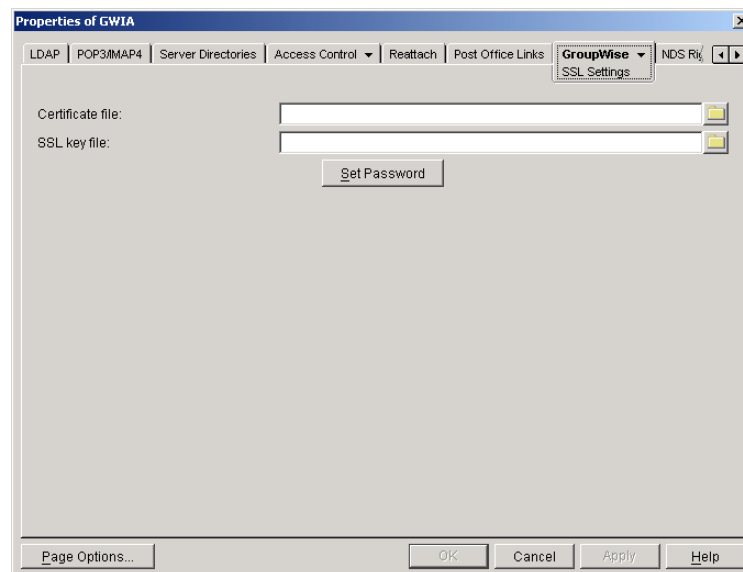 Properties of GWIA
LDAP POP3/IMAP4 Server Directories Access Control Reattach Post Office Links GroupWise NDS
SSL Settings
Certificate file:
SSL key file:
Set Password
Page Options... OK Cancel Apply Help